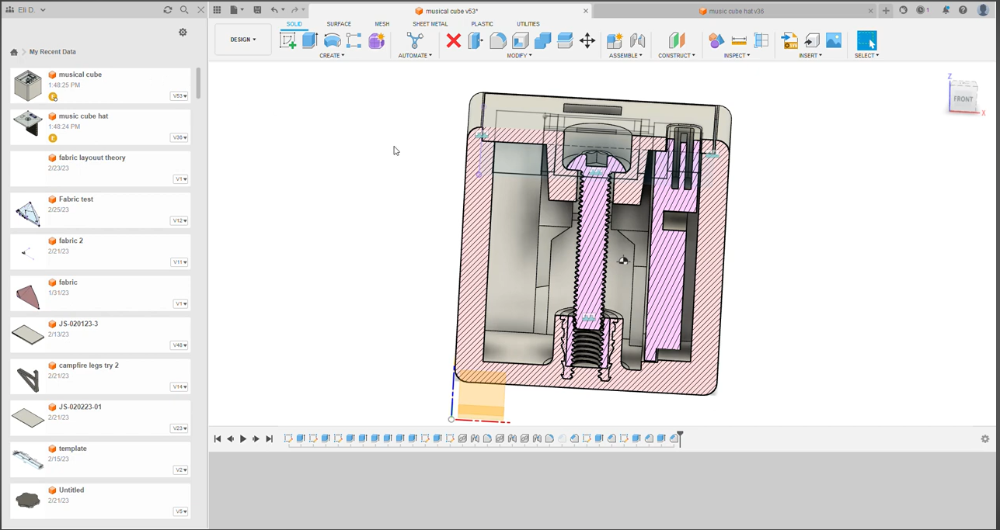 Eli D.
musical cube v53*
music cube hat v36
1
My Recent Data
DESIGN
SOLID
SURFACE
MESH
SHEET METAL
PLASTIC
UTILITIES
CREATE
AUTOMATE
MODIFY
ASSEMBLE
CONSTRUCT
INSPECT
INSERT
SELECT
musical cube
1:48:25 PM
E
V53
music cube hat
1:48:24 PM
E
V36
fabric layouut theory
2/23/23
V1
Fabric test
2/25/23
V12
fabric 2
2/21/23
V11
fabric
1/31/23
V1
JS-020123-3
2/13/23
V48
campfire legs try 2
2/21/23
V14
JS-020223-01
2/21/23
V23
template
2/15/23
V2
Untitled
2/21/23
V5
Z
FRONT
X